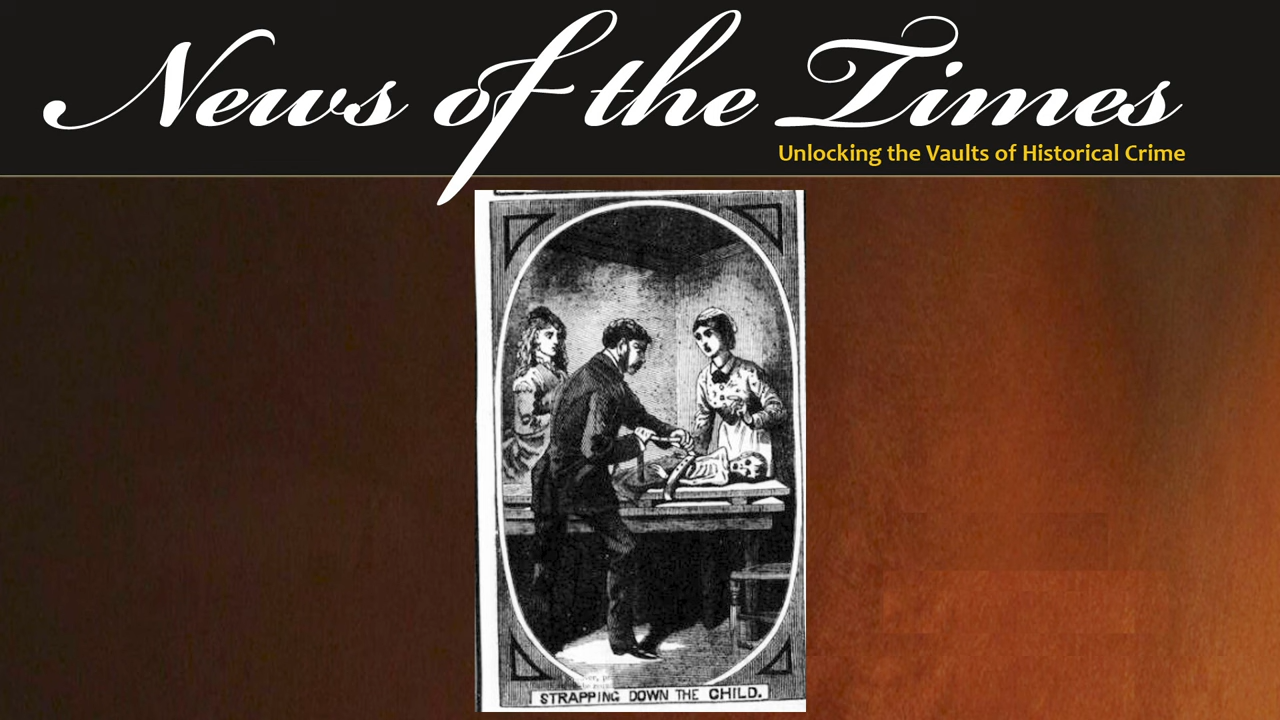 News of the Times
Unlocking the Vaults of Historical Crime
STRAPPING DOWN THE CHILD.